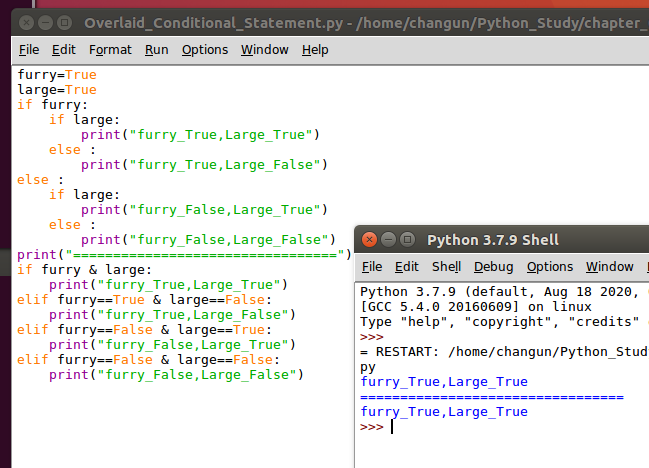 Overlaid_Conditional_Statement.py - /home/changun/Python_Study/chapter_
File Edit Format Run Options Window Help
furry=True
large=True
if furry:
    if large:
        print("furry_True,Large_True")
    else :
        print("furry_True,Large_False")
else :
    if large:
        print("furry_False,Large_True")
    else :
        print("furry_False,Large_False")
print("=================================")
if furry & large:
    print("furry_True,Large_True")
elif furry==True & large==False:
    print("furry_True,Large_False")
elif furry==False & large==True:
    print("furry_False,Large_True")
elif furry==False & large==False:
    print("furry_False,Large_False")
Python 3.7.9 Shell
File Edit Shell Debug Options Window
Python 3.7.9 (default, Aug 18 2020,
[GCC 5.4.0 20160609] on linux
Type "help", "copyright", "credits"
>>>
= RESTART: /home/changun/Python_Stud
py
furry_True,Large_True
=================================
furry_True,Large_True
>>>